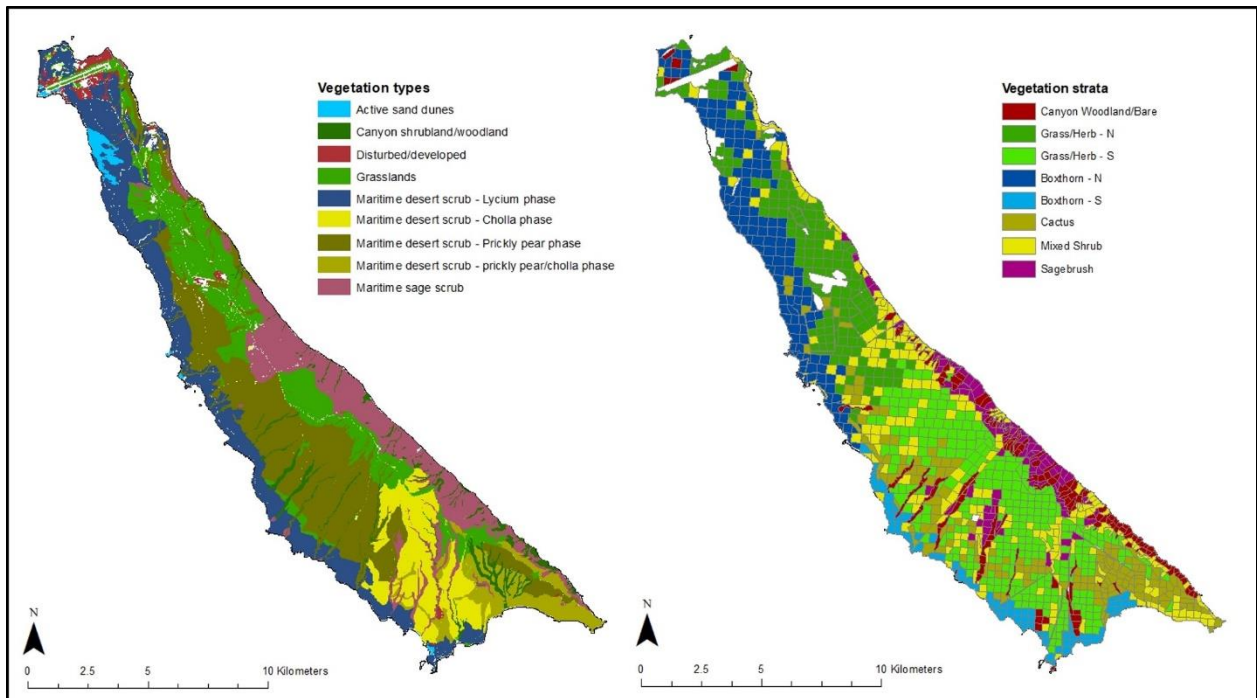 Vegetation types
Active sand dunes
Canyon shrubland/woodland
Disturbed/developed
Grasslands
Maritime desert scrub - Lycium phase
Maritime desert scrub - Cholla phase
Maritime desert scrub - Prickly pear phase
Maritime desert scrub - prickly pear/cholla phase
Maritime sage scrub
N
0 2.5 5 10 Kilometers
Vegetation strata
Canyon Woodland/Bare
Grass/Herb - N
Grass/Herb - S
Boxthorn - N
Boxthorn - S
Cactus
Mixed Shrub
Sagebrush
N
0 2.5 5 10 Kilometers